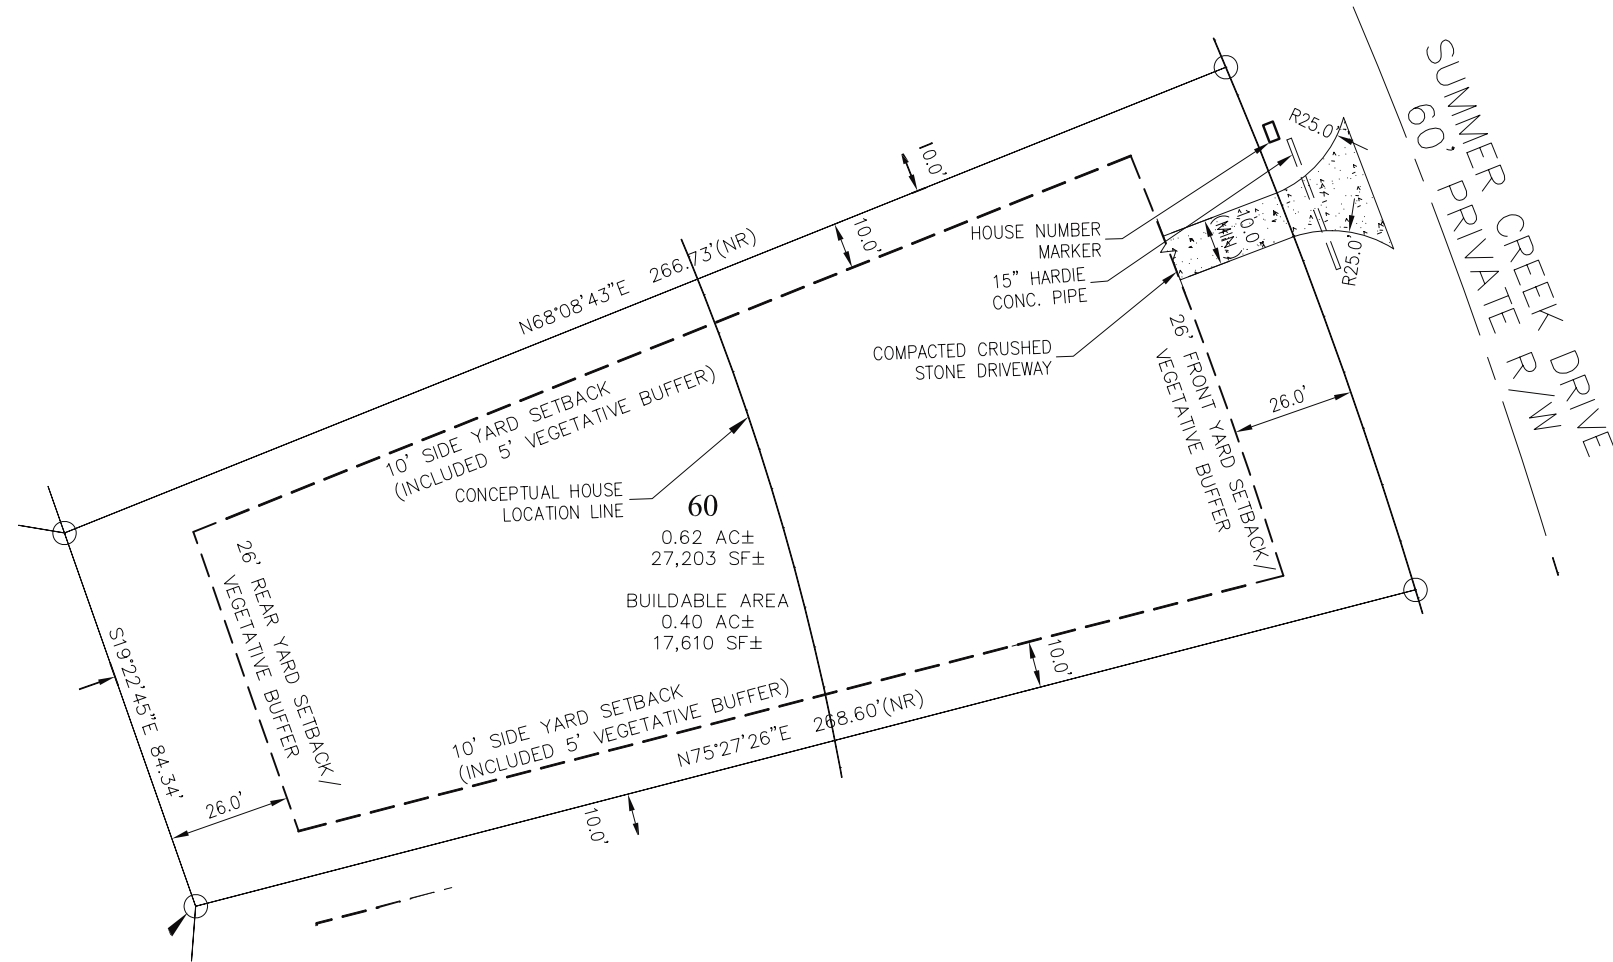 SUMMER CREEK DRIVE
60' PRIVATE R/W
R25.0'
10.0'
10.0'
HOUSE NUMBER
MARKER
15" HARDIE
CONC. PIPE
10.0'
(MIN.)
R25.0'
N68°08'43"E 266.73'(NR)
COMPACTED CRUSHED
STONE DRIVEWAY
26' FRONT YARD SETBACK/
VEGETATIVE BUFFER
26.0'
10' SIDE YARD SETBACK
(INCLUDED 5' VEGETATIVE BUFFER)
CONCEPTUAL HOUSE
LOCATION LINE
60
0.62 AC±
27,203 SF±
BUILDABLE AREA
0.40 AC±
17,610 SF±
26' REAR YARD SETBACK/
VEGETATIVE BUFFER
S19°22'45"E 84.34'
26.0'
10' SIDE YARD SETBACK
(INCLUDED 5' VEGETATIVE BUFFER)
N75°27'26"E 268.60'(NR)
10.0'
10.0'